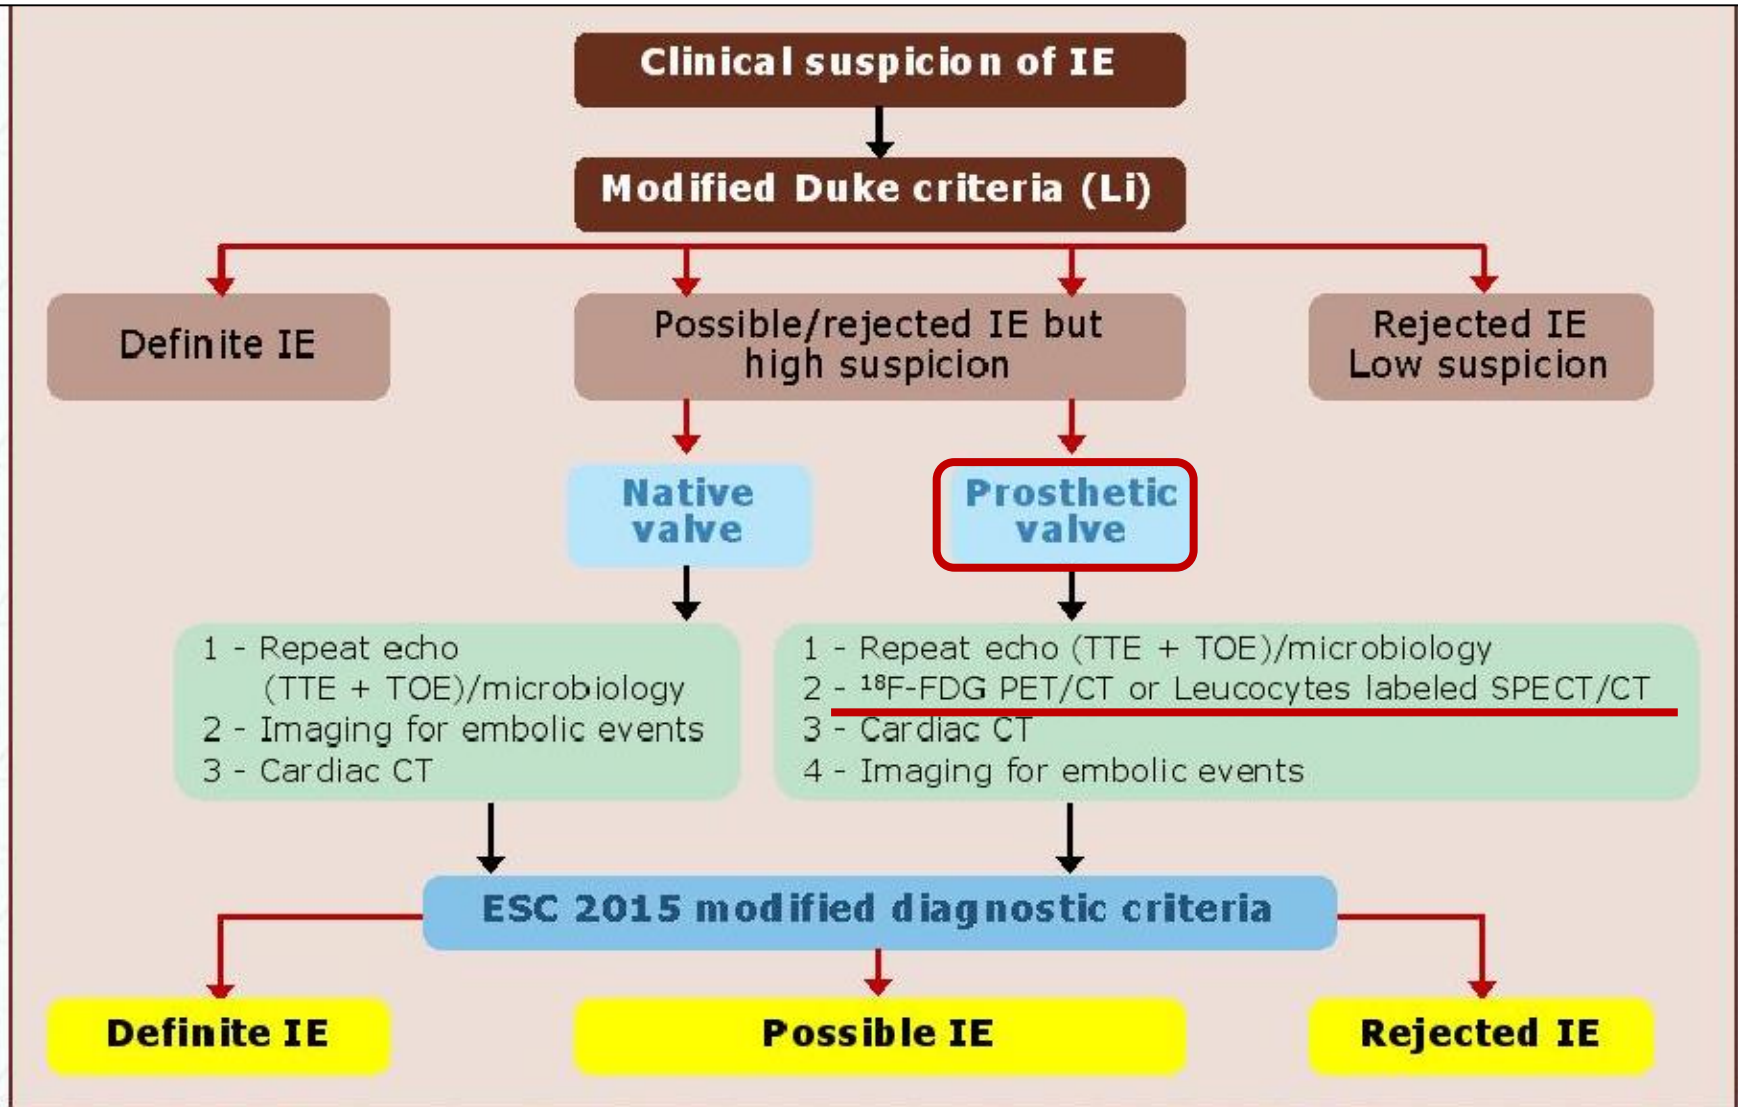 Clinical suspicion of IE
Modified Duke criteria (Li)
Definite IE
Possible/rejected IE but
high suspicion
Rejected IE
Low suspicion
Native
valve
Prosthetic
valve
1 - Repeat echo
(TTE + TOE)/microbiology
2 - Imaging for embolic events
3 - Cardiac CT
1 - Repeat echo (TTE + TOE)/microbiology
2 - ¹⁸F-FDG PET/CT or Leucocytes labeled SPECT/CT
3 - Cardiac CT
4 - Imaging for embolic events
ESC 2015 modified diagnostic criteria
Definite IE
Possible IE
Rejected IE